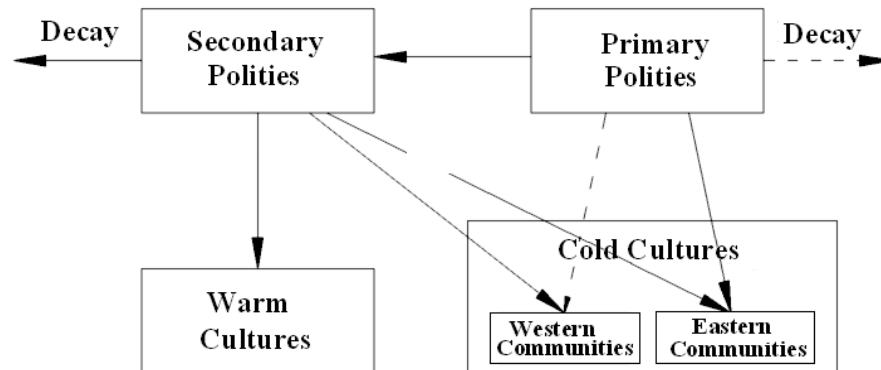 Decay
Secondary
Polities
Primary
Polities
Decay
Cold Cultures
Warm
Cultures
Western
Communities
Eastern
Communities